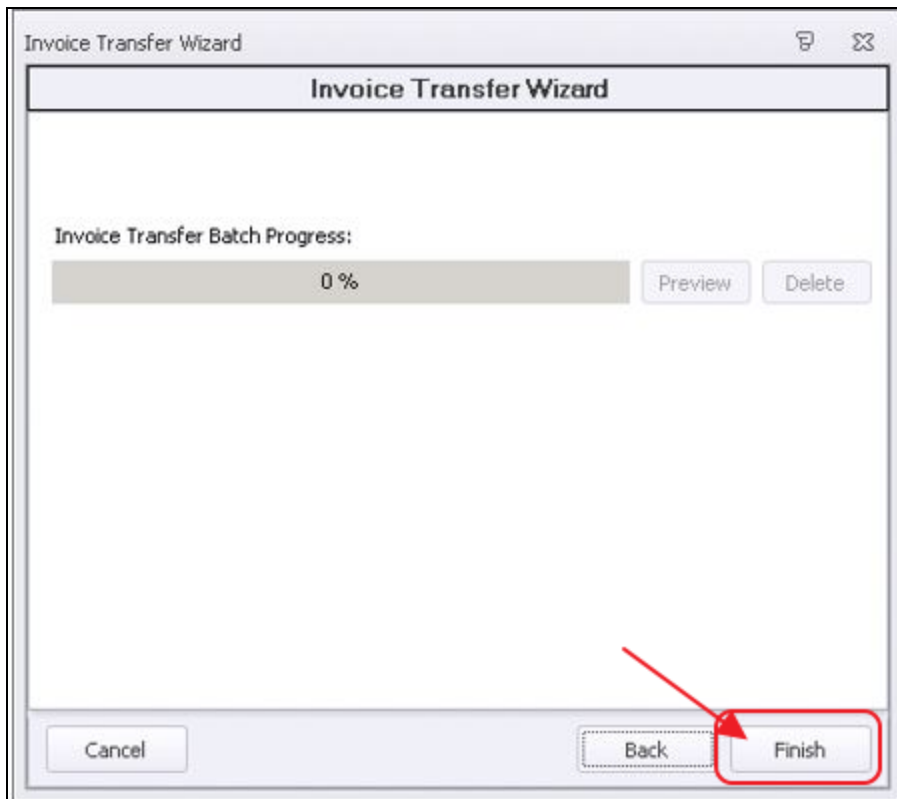 Invoice Transfer Wizard
Invoice Transfer Wizard
Invoice Transfer Batch Progress:
0 % Preview Delete
Cancel Back Finish